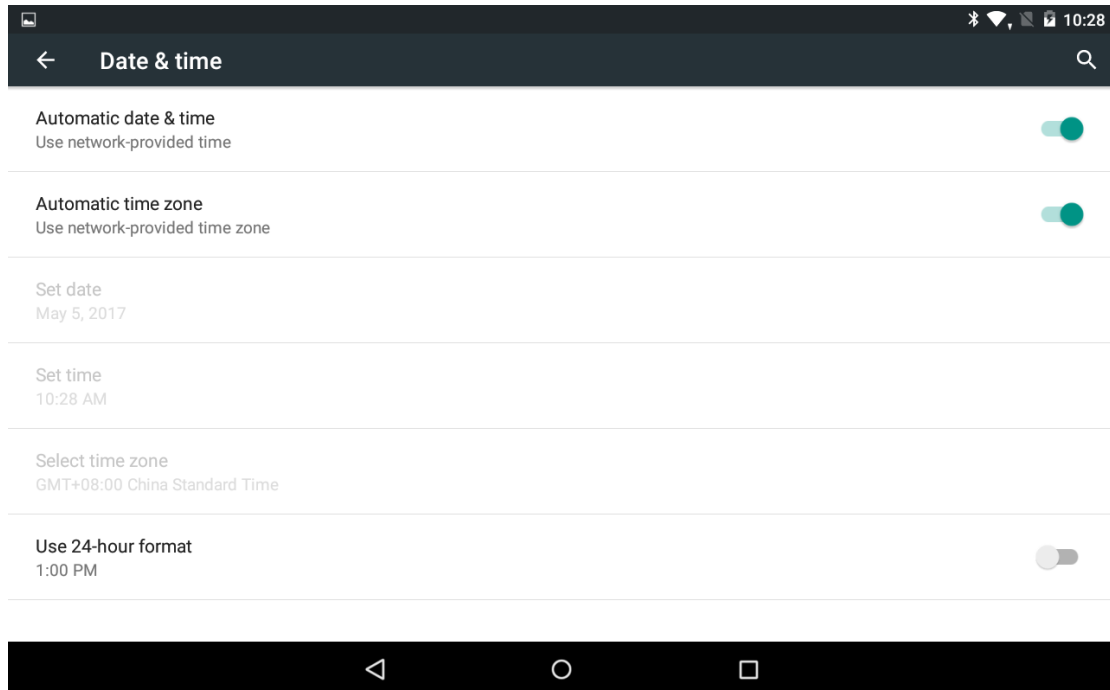 10:28
Date & time
Automatic date & time
Use network-provided time
Automatic time zone
Use network-provided time zone
Set date
May 5, 2017
Set time
10:28 AM
Select time zone
GMT+08:00 China Standard Time
Use 24-hour format
1:00 PM